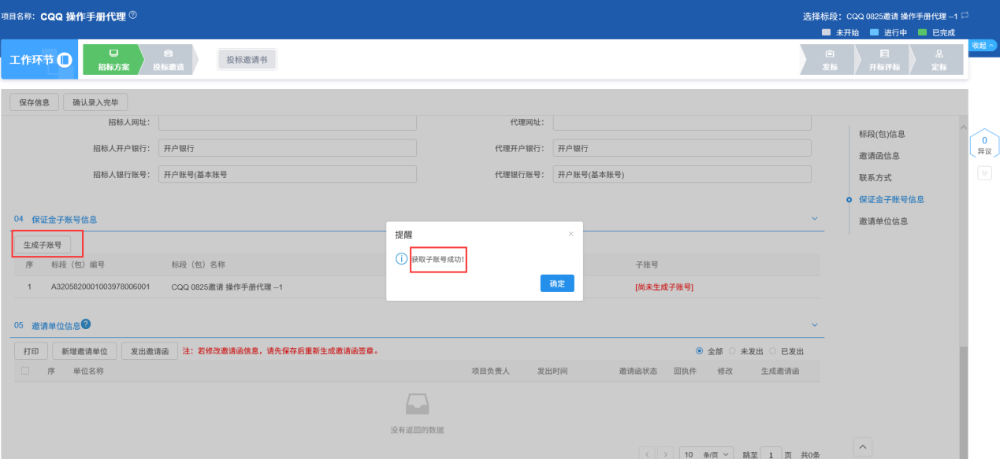 项目名称： CQQ 操作手册代理 ?
选择标段： CQQ 0825邀请 操作手册代理 --1
未开始 进行中 已完成
收起
工作环节 招标方案 投标邀请 投标邀请书 发标 开标评标 定标
保存信息 确认录入完毕
招标人网址： 代理网址：
招标人开户银行： 开户银行 代理开户银行： 开户银行
招标人银行账号： 开户账号(基本账号 代理银行账号： 开户账号(基本账号)
标段(包)信息
邀请函信息
联系方式
保证金子账号信息
邀请单位信息
0
异议
04 保证金子账号信息
生成子账号
序 标段（包）编号 标段（包）名称 子账号
1 A3205820001003978006001 CQQ 0825邀请 操作手册代理 --1 [尚未生成子账号]
提醒 ×
获取子账号成功!
确定
05 邀请单位信息 ?
打印 新增邀请单位 发出邀请函 注：若修改邀请函信息，请先保存后重新生成邀请函签章。 全部 未发出 已发出
序 单位名称 项目负责人 发出时间 邀请函状态 回执件 修改 生成邀请函
没有返回的数据
10 条/页 跳至 1 页 共0条